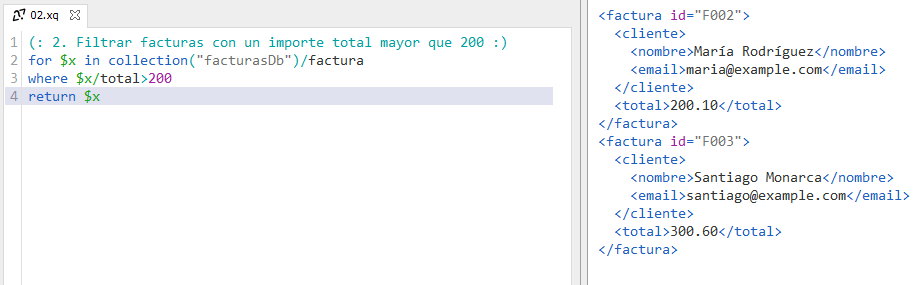 02.xq
1 (: 2. Filtrar facturas con un importe total mayor que 200 :)
2 for $x in collection("facturasDb")/factura
3 where $x/total>200
4 return $x
<factura id="F002">
  <cliente>
    <nombre>María Rodríguez</nombre>
    <email>maria@example.com</email>
  </cliente>
  <total>200.10</total>
</factura>
<factura id="F003">
  <cliente>
    <nombre>Santiago Monarca</nombre>
    <email>santiago@example.com</email>
  </cliente>
  <total>300.60</total>
</factura>